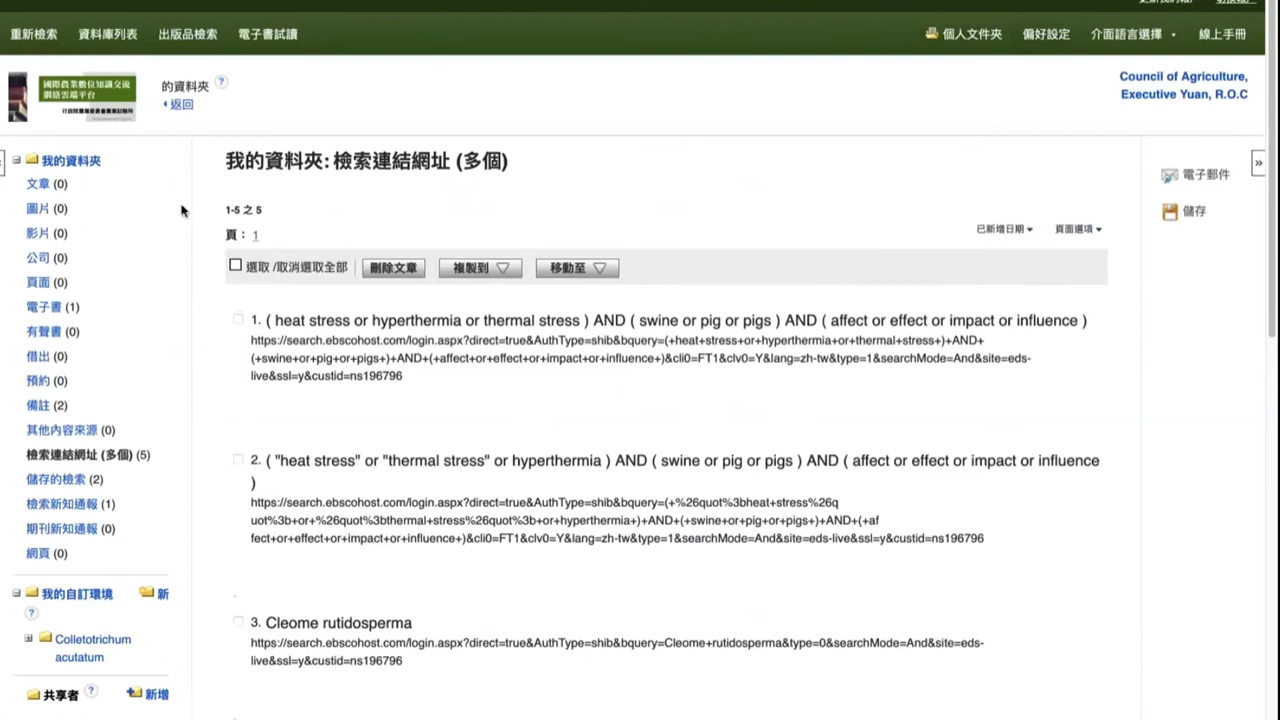 重新檢索 資料庫列表 出版品檢索 電子書試讀 個人文件夾 偏好設定 介面語言選擇 線上手冊
國際農業數位知識交流
網絡雲端平台
的資料夾 ?
返回
Council of Agriculture,
Executive Yuan, R.O.C
我的資料夾
文章 (0)
圖片 (0)
影片 (0)
公司 (0)
頁面 (0)
電子書 (1)
有聲書 (0)
借出 (0)
預約 (0)
備註 (2)
其他內容來源 (0)
檢索連結網址 (多個) (5)
儲存的檢索 (2)
檢索新知通報 (1)
期刊新知通報 (0)
網頁 (0)
我的自訂環境 新
?
Colletotrichum
acutatum
共享者 ? 新增
我的資料夾: 檢索連結網址 (多個)
1-5 之 5
頁： 1
已新增日期 頁面選項
選取 /取消選取全部 刪除文章 複製到 移動至
1. ( heat stress or hyperthermia or thermal stress ) AND ( swine or pig or pigs ) AND ( affect or effect or impact or influence )
https://search.ebscohost.com/login.aspx?direct=true&AuthType=shib&bquery=(+heat+stress+or+hyperthermia+or+thermal+stress+)+AND+
(+swine+or+pig+or+pigs+)+AND+(+affect+or+effect+or+impact+or+influence+)&cli0=FT1&clv0=Y&lang=zh-tw&type=1&searchMode=And&site=eds-
live&ssl=y&custid=ns196796
2. ( "heat stress" or "thermal stress" or hyperthermia ) AND ( swine or pig or pigs ) AND ( affect or effect or impact or influence
)
https://search.ebscohost.com/login.aspx?direct=true&AuthType=shib&bquery=(+%26quot%3bheat+stress%26q
uot%3b+or+%26quot%3bthermal+stress%26quot%3b+or+hyperthermia+)+AND+(+swine+or+pig+or+pigs+)+AND+(+af
fect+or+effect+or+impact+or+influence+)&cli0=FT1&clv0=Y&lang=zh-tw&type=1&searchMode=And&site=eds-live&ssl=y&custid=ns196796
3. Cleome rutidosperma
https://search.ebscohost.com/login.aspx?direct=true&AuthType=shib&bquery=Cleome+rutidosperma&type=0&searchMode=And&site=eds-
live&ssl=y&custid=ns196796
電子郵件
儲存